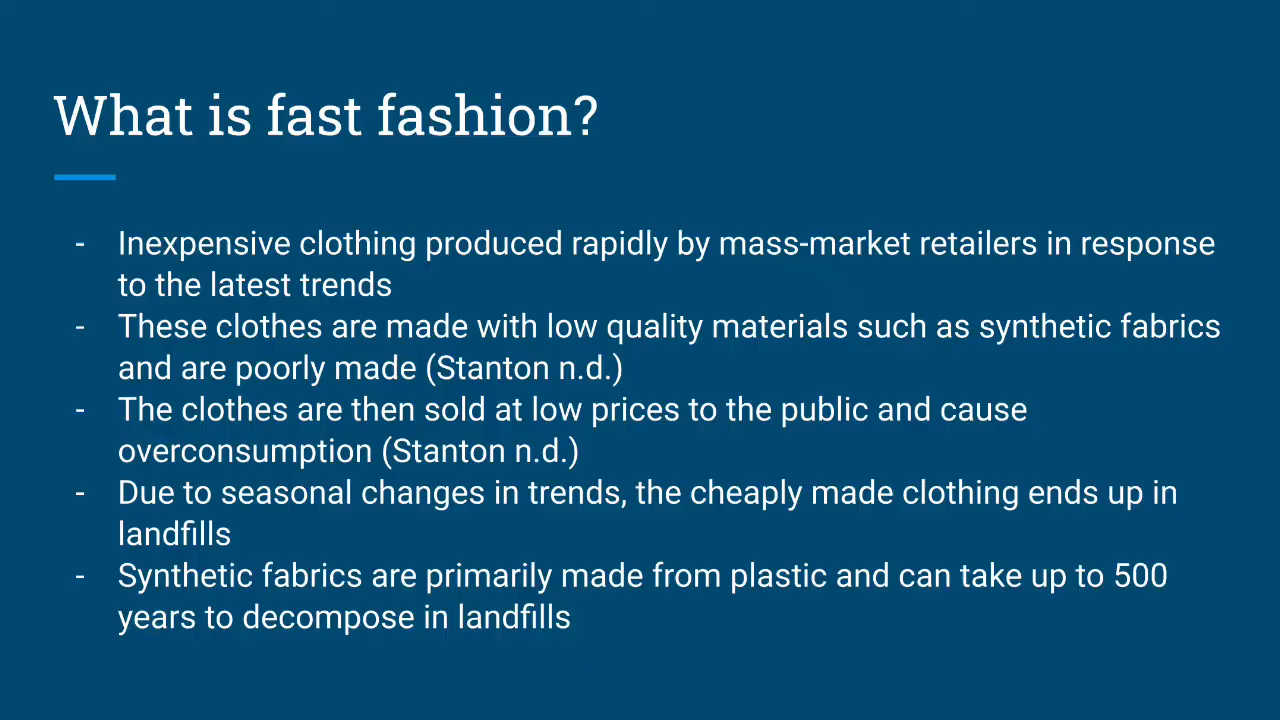 What is fast fashion?
- Inexpensive clothing produced rapidly by mass-market retailers in response
to the latest trends
- These clothes are made with low quality materials such as synthetic fabrics
and are poorly made (Stanton n.d.)
- The clothes are then sold at low prices to the public and cause
overconsumption (Stanton n.d.)
- Due to seasonal changes in trends, the cheaply made clothing ends up in
landfills
- Synthetic fabrics are primarily made from plastic and can take up to 500
years to decompose in landfills